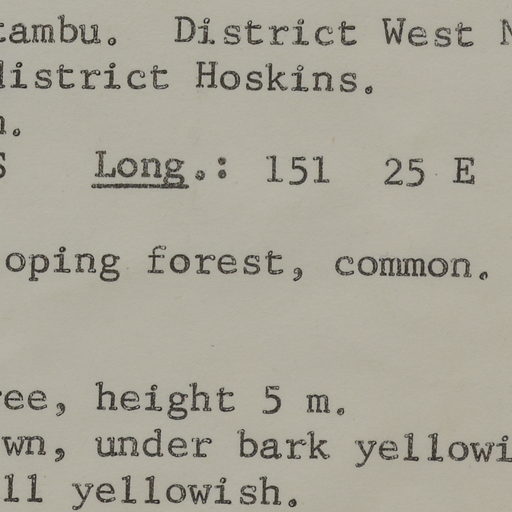 tambu. District West N
district Hoskins.
n.
S Long.: 151 25 E
oping forest, common.
ree, height 5 m.
wn, under bark yellowi
ll yellowish.